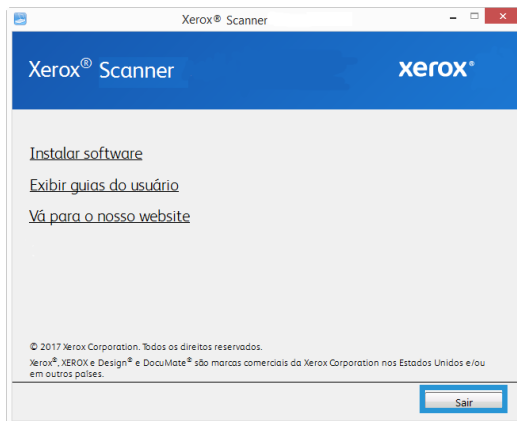 Xerox® Scanner
Xerox® Scanner
xerox®
Instalar software
Exibir guias do usuário
Vá para o nosso website
© 2017 Xerox Corporation. Todos os direitos reservados.
Xerox®, XEROX e Design® e DocuMate® são marcas comerciais da Xerox Corporation nos Estados Unidos e/ou
em outros países.
Sair